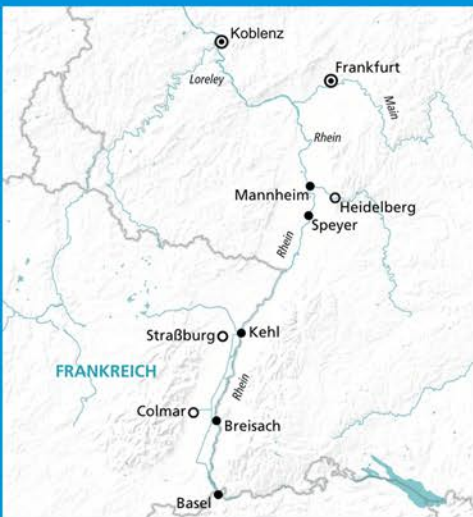 Koblenz
Frankfurt
Loreley
Main
Rhein
Mannheim
Heidelberg
Speyer
Rhein
Straßburg
Kehl
FRANKREICH
Rhein
Colmar
Breisach
Basel